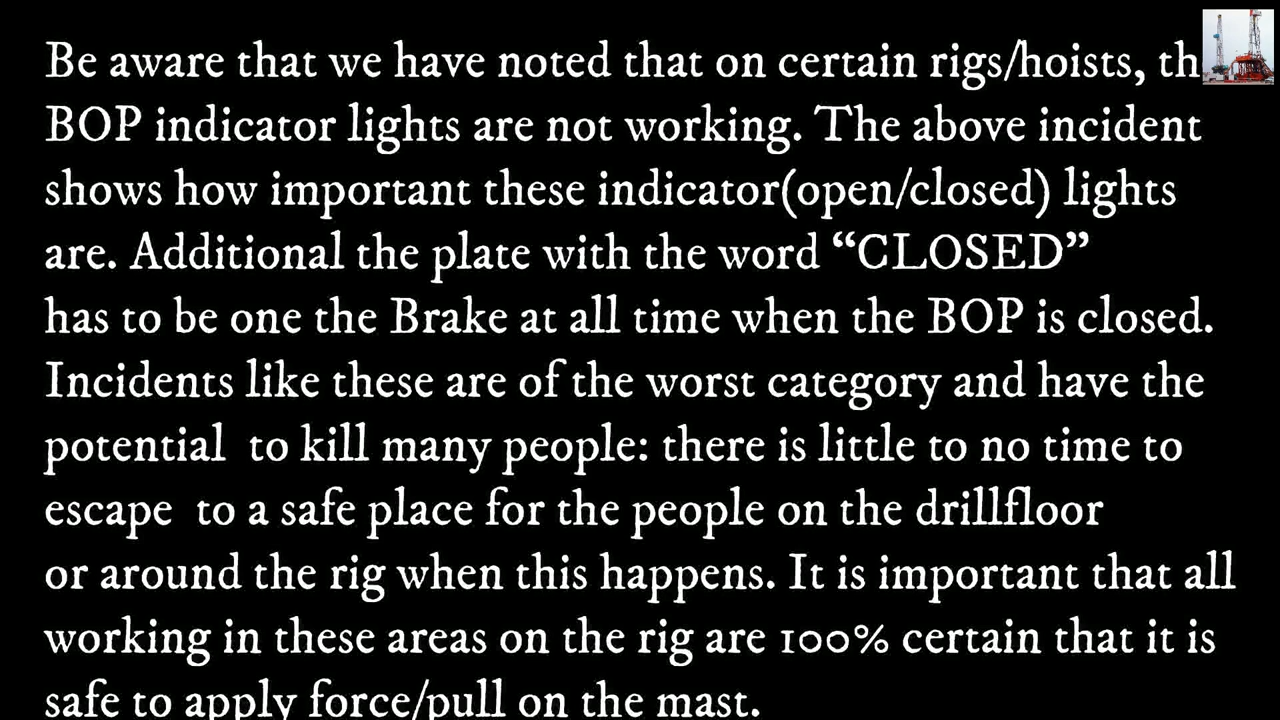 Be aware that we have noted that on certain rigs/hoists, th
BOP indicator lights are not working. The above incident
shows how important these indicator(open/closed) lights
are. Additional the plate with the word “CLOSED”
has to be one the Brake at all time when the BOP is closed.
Incidents like these are of the worst category and have the
potential  to kill many people: there is little to no time to
escape  to a safe place for the people on the drillfloor
or around the rig when this happens. It is important that all
working in these areas on the rig are 100% certain that it is
safe to apply force/pull on the mast.